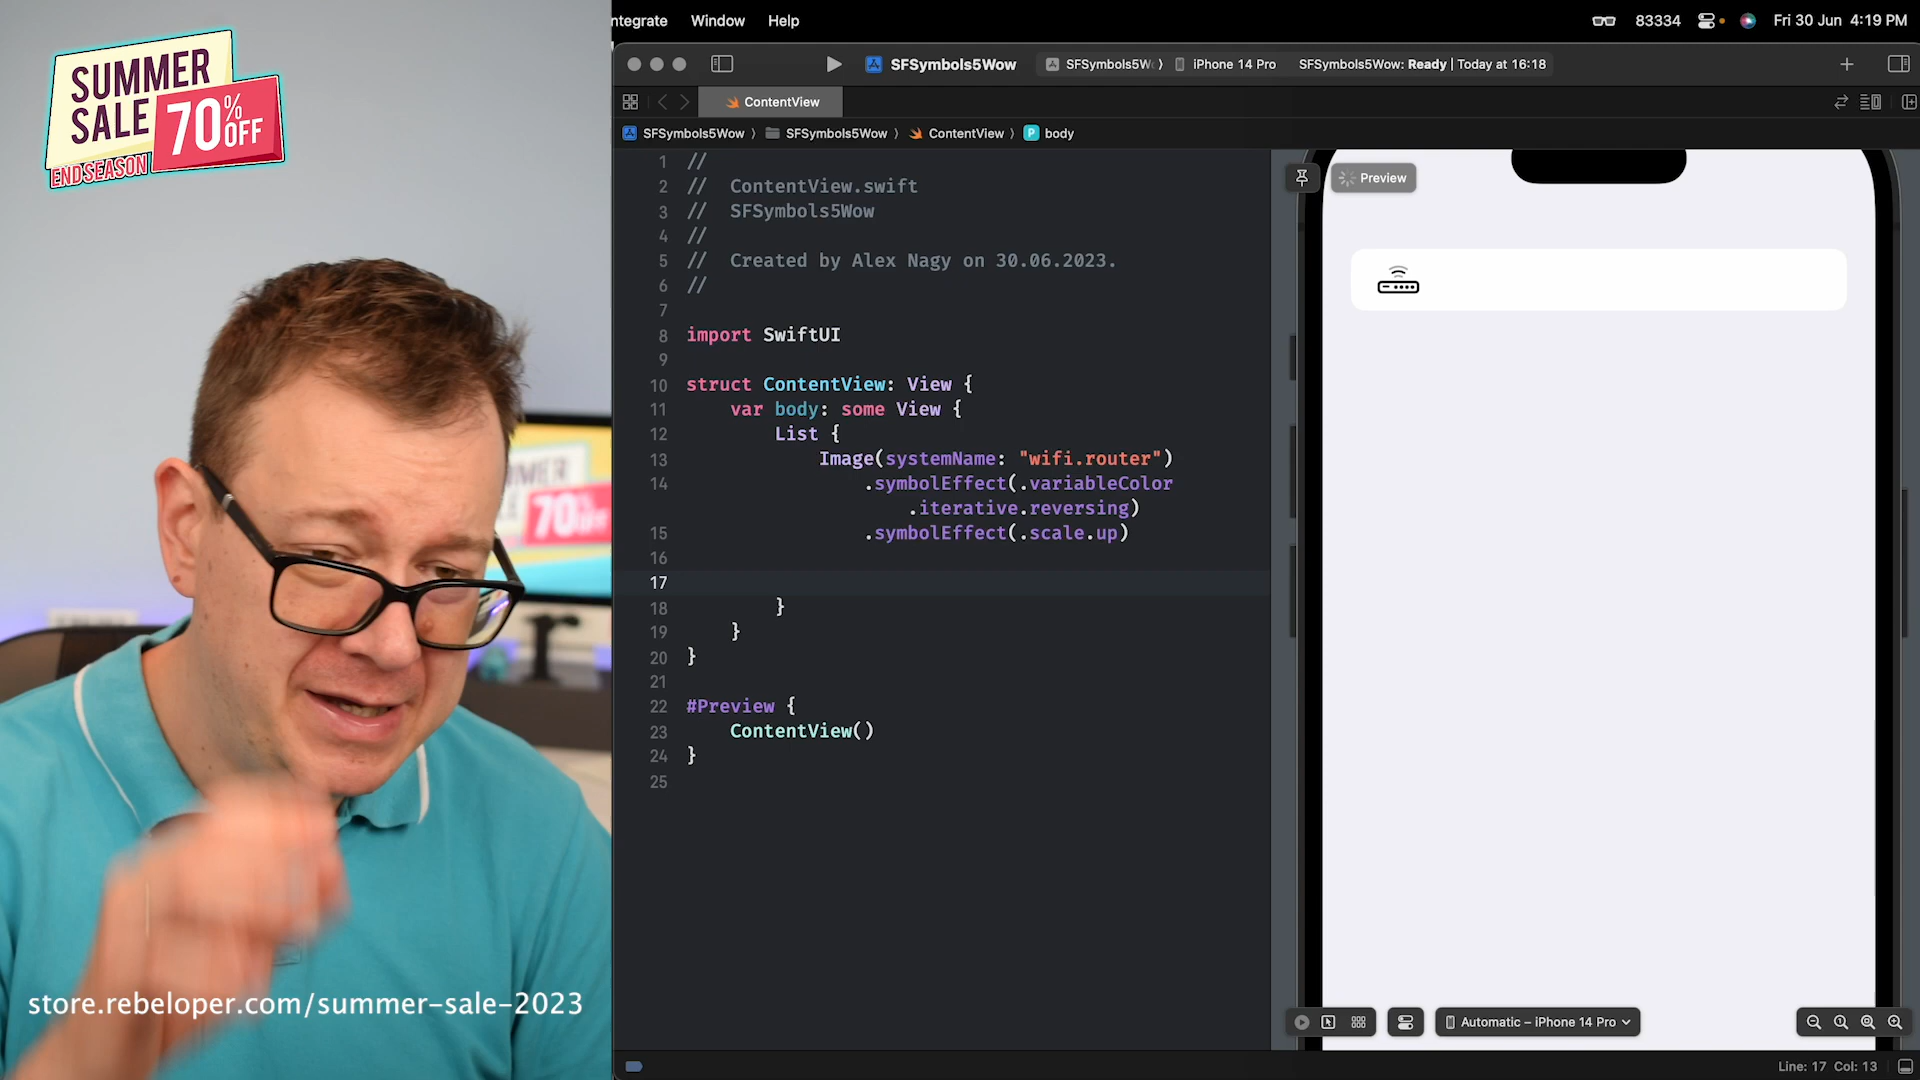 SUMMER
SALE
70% OFF
END SEASON
70%
store.rebeloper.com/summer-sale-2023
ntegrate Window Help
83334 Fri 30 Jun 4:19 PM
SFSymbols5Wow SFSymbols5W iPhone 14 Pro SFSymbols5Wow: Ready | Today at 16:18
ContentView
SFSymbols5Wow SFSymbols5Wow ContentView P body
1 //
2 // ContentView.swift
3 // SFSymbols5Wow
4 //
5 // Created by Alex Nagy on 30.06.2023.
6 //
7
8 import SwiftUI
9
10 struct ContentView: View {
11 var body: some View {
12 List {
13 Image(systemName: "wifi.router")
14 .symbolEffect(.variableColor
.iterative.reversing)
15 .symbolEffect(.scale.up)
16
17
18 }
19 }
20 }
21
22 #Preview {
23 ContentView()
24 }
25
Preview
Automatic – iPhone 14 Pro
Line: 17 Col: 13